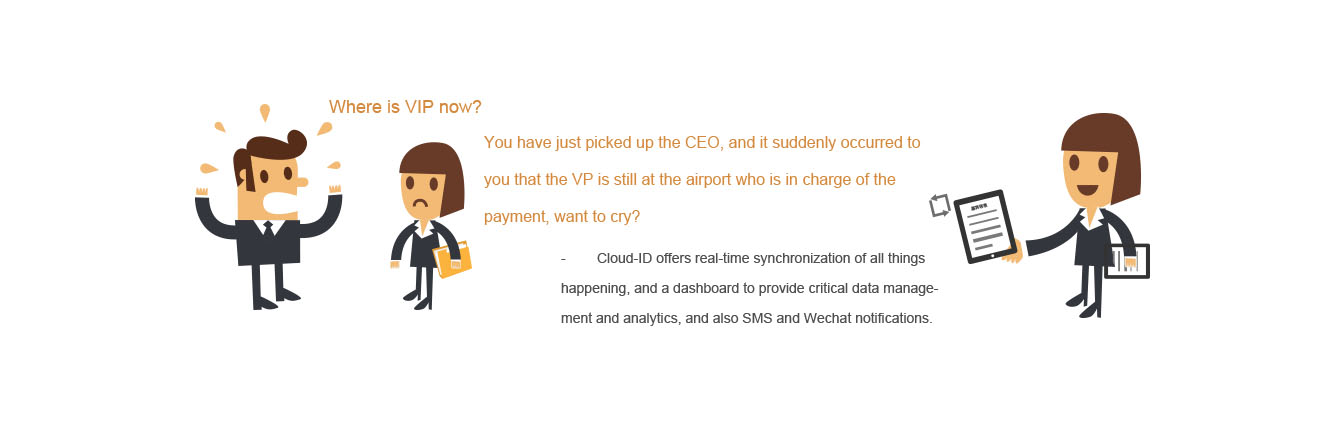 Where is VIP now?
You have just picked up the CEO, and it suddenly occurred to
you that the VP is still at the airport who is in charge of the
payment, want to cry?
- Cloud-ID offers real-time synchronization of all things
happening, and a dashboard to provide critical data manage-
ment and analytics, and also SMS and Wechat notifications.